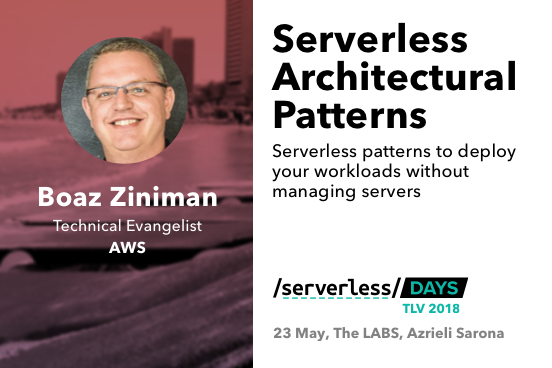 Boaz Ziniman
Technical Evangelist
AWS
Serverless
Architectural
Patterns
Serverless patterns to deploy
your workloads without
managing servers
/serverless/DAYS
TLV 2018
23 May, The LABS, Azrieli Sarona